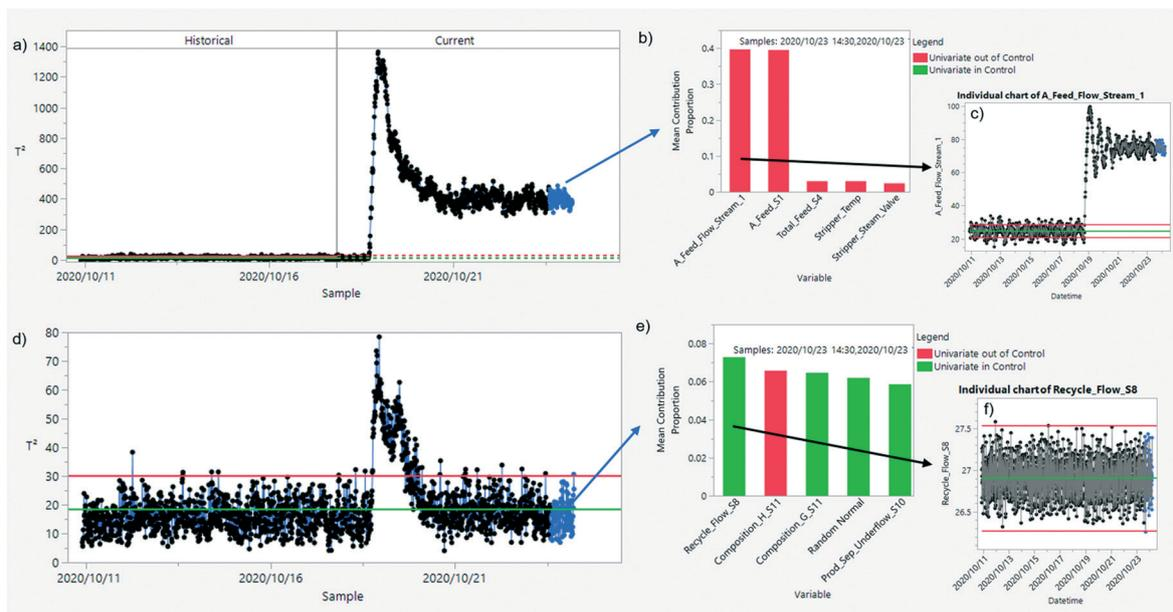 a)
Historical
Current
T²
1400
1200
1000
800
600
400
200
0
2020/10/11
2020/10/16
2020/10/21
Sample
b)
Samples: 2020/10/23 14:30,2020/10/23
Mean Contribution
Proportion
0.4
0.3
0.2
0.1
0
A_Feed_Flow_Stream_1
A_Feed_S1
Total_Feed_S4
Stripper_Temp
Stripper_Steam_Valve
Variable
Legend
Univariate out of Control
Univariate in Control
Individual chart of A_Feed_Flow_Stream_1
c)
A_Feed_Flow_Stream_1
100
80
60
40
20
2020/10/11
2020/10/13
2020/10/15
2020/10/17
2020/10/19
2020/10/21
2020/10/23
Datetime
d)
T²
80
70
60
50
40
30
20
10
0
2020/10/11
2020/10/16
2020/10/21
Sample
e)
Samples: 2020/10/23 14:30,2020/10/23
Mean Contribution
Proportion
0.08
0.06
0.04
0.02
0
Recycle_Flow_S8
Composition_H_S11
Composition_G_S11
Random Normal
Prod_Sep_Underflow_S10
Variable
Legend
Univariate out of Control
Univariate in Control
Individual chart of Recycle_Flow_S8
f)
Recycle_Flow_S8
27.5
27
26.5
2020/10/11
2020/10/13
2020/10/15
2020/10/17
2020/10/19
2020/10/21
2020/10/23
Datetime